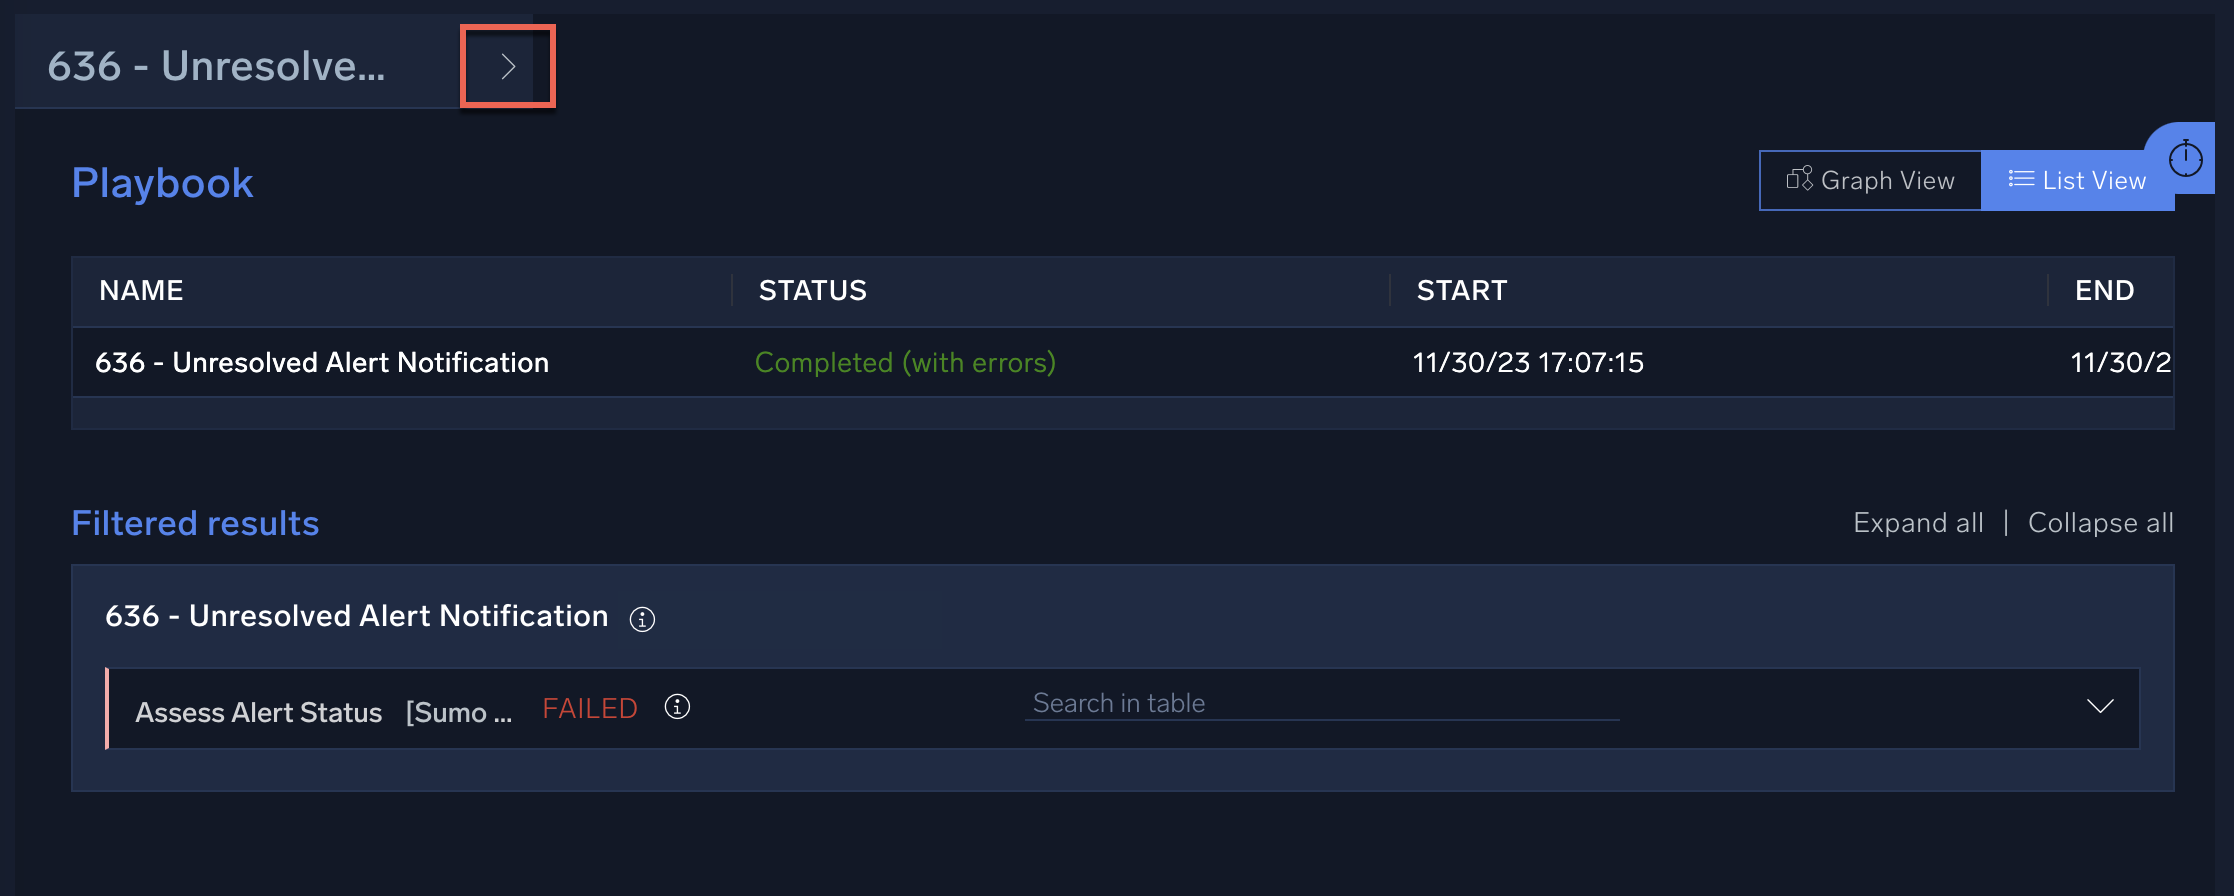 636 - Unresolve...
Playbook
Graph View
List View
NAME STATUS START END
636 - Unresolved Alert Notification Completed (with errors) 11/30/23 17:07:15 11/30/2
Filtered results
Expand all | Collapse all
636 - Unresolved Alert Notification
Assess Alert Status [Sumo ... FAILED Search in table